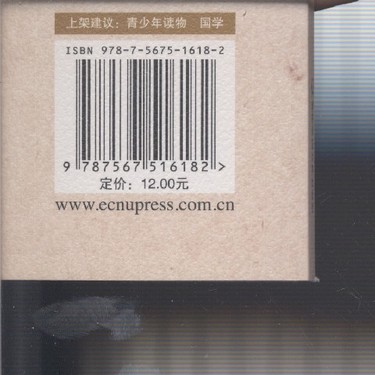 上架建议：青少年读物 国学
ISBN 978-7-5675-1618-2
9 787567 516182 >
定价：12.00元
www.ecnupress.com.cn